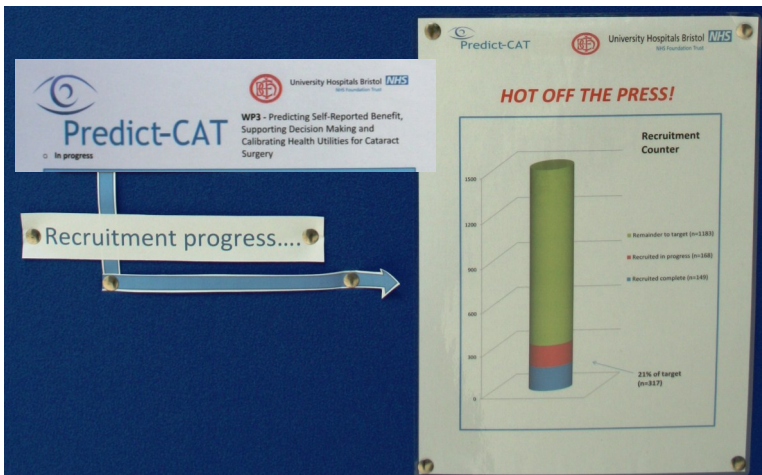 University Hospitals Bristol NHS
NHS Foundation Trust
Predict-CAT
WP3 - Predicting Self-Reported Benefit,
Supporting Decision Making and
Calibrating Health Utilities for Cataract
Surgery
In progress
Recruitment progress....
Predict-CAT
University Hospitals Bristol NHS
NHS Foundation Trust
HOT OFF THE PRESS!
Recruitment
Counter
1500
1200
900
600
300
0
Remainder to target (n=1183)
Recruited in progress (n=168)
Recruited complete (n=149)
21% of target
(n=317)